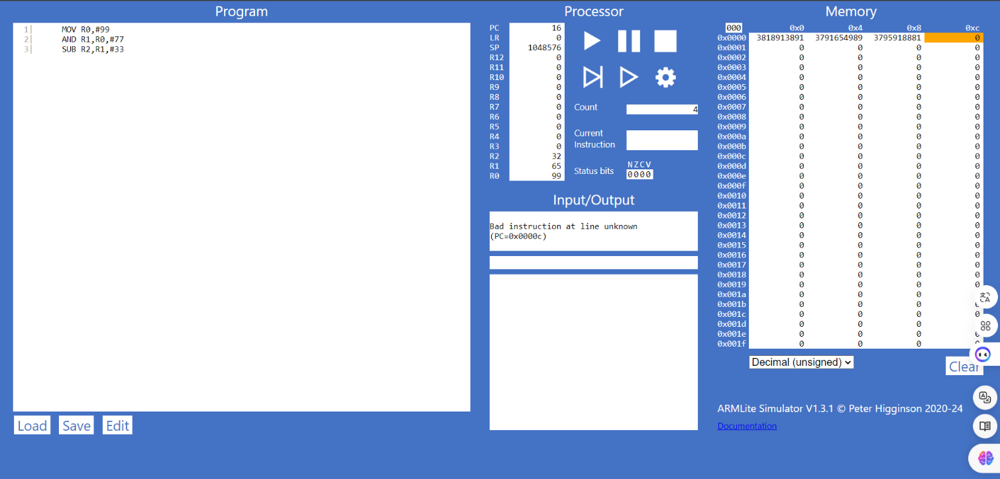 Program
1| MOV R0,#99
2| AND R1,R0,#77
3| SUB R2,R1,#33
Load Save Edit
Processor
PC 16
LR 0
SP 1048576
R12 0
R11 0
R10 0
R9 0
R8 0
R7 0
R6 0
R5 0
R4 0
R3 0
R2 32
R1 65
R0 99
Count 4
Current
Instruction
Status bits
NZCV
0000
Input/Output
Bad instruction at line unknown
(PC=0x0000c)
Memory
000 0x0 0x4 0x8 0xc
0x0000 3818913891 3791654989 3795918881 0
0x0001 0 0 0 0
0x0002 0 0 0 0
0x0003 0 0 0 0
0x0004 0 0 0 0
0x0005 0 0 0 0
0x0006 0 0 0 0
0x0007 0 0 0 0
0x0008 0 0 0 0
0x0009 0 0 0 0
0x000a 0 0 0 0
0x000b 0 0 0 0
0x000c 0 0 0 0
0x000d 0 0 0 0
0x000e 0 0 0 0
0x000f 0 0 0 0
0x0010 0 0 0 0
0x0011 0 0 0 0
0x0012 0 0 0 0
0x0013 0 0 0 0
0x0014 0 0 0 0
0x0015 0 0 0 0
0x0016 0 0 0 0
0x0017 0 0 0 0
0x0018 0 0 0 0
0x0019 0 0 0 0
0x001a 0 0 0 0
0x001b 0 0 0
0x001c 0 0 0 0
0x001d 0 0 0 0
0x001e 0 0 0 0
0x001f 0 0 0
Decimal (unsigned)
Clear
ARMLite Simulator V1.3.1 © Peter Higginson 2020-24
Documentation